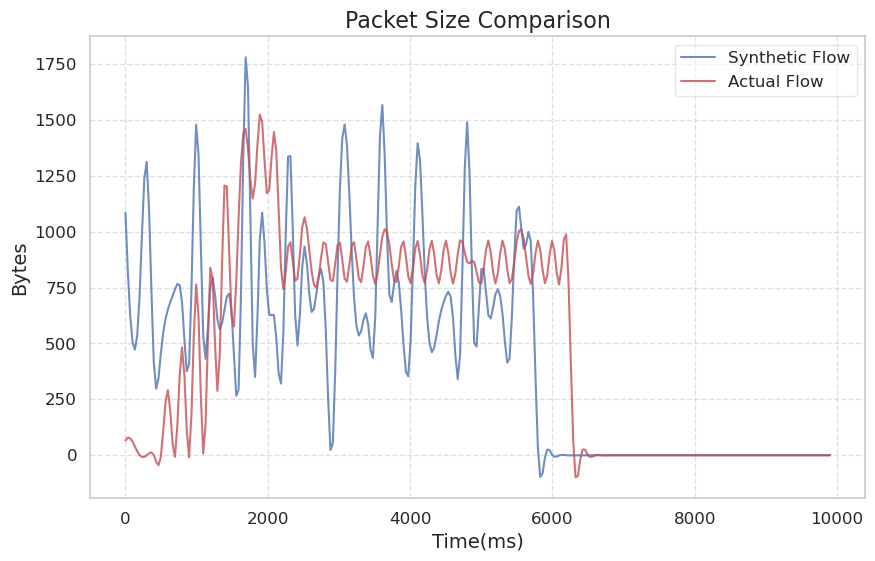 Packet Size Comparison
Synthetic Flow
Actual Flow
1750
1500
1250
1000
750
500
250
0
Bytes
0 2000 4000 6000 8000 10000
Time(ms)